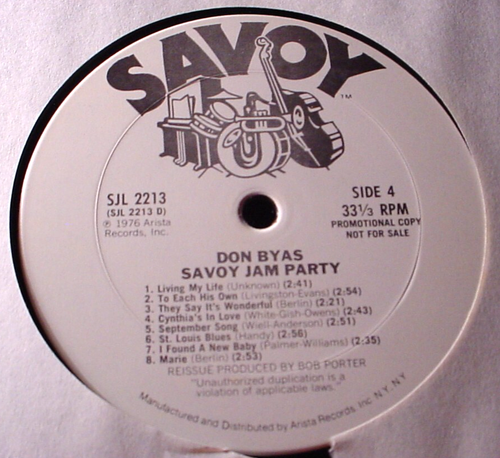 SAVOY
TM
SJL 2213
(SJL 2213 D)
℗ 1976 Arista
Records, Inc.
SIDE 4
33⅓ RPM
PROMOTIONAL COPY
NOT FOR SALE
DON BYAS
SAVOY JAM PARTY
1. Living My Life (Unknown) (2:41)
2. To Each His Own (Livingston-Evans) (2:54)
3. They Say It's Wonderful (Berlin) (2:21)
4. Cynthia's In Love (White-Gish-Owens) (2:43)
5. September Song (Wiell-Anderson) (2:51)
6. St. Louis Blues (Handy) (2:56)
7. I Found A New Baby (Palmer-Williams) (2:35)
8. Marie (Berlin) (2:53)
REISSUE PRODUCED BY BOB PORTER
"Unauthorized duplication is a
violation of applicable laws."
Manufactured and Distributed by Arista Records, Inc. N.Y. N.Y.